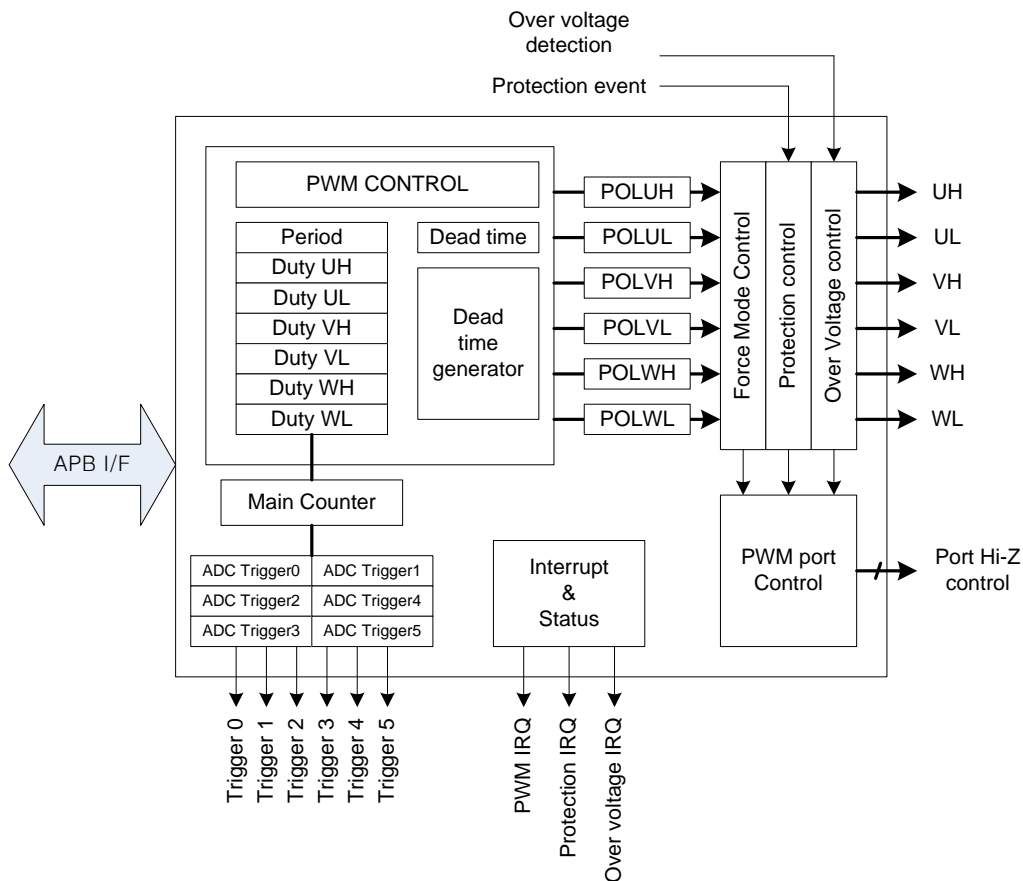 Over voltage
detection
Protection event
PWM CONTROL
Period
Duty UH
Duty UL
Duty VH
Duty VL
Duty WH
Duty WL
Dead time
Dead
time
generator
POLUH
POLUL
POLVH
POLVL
POLWH
POLWL
Force Mode Control
Protection control
Over Voltage control
UH
UL
VH
VL
WH
WL
APB I/F
Main Counter
ADC Trigger0
ADC Trigger1
ADC Trigger2
ADC Trigger4
ADC Trigger3
ADC Trigger5
Interrupt
&
Status
PWM port
Control
Port Hi-Z
control
Trigger 0
Trigger 1
Trigger 2
Trigger 3
Trigger 4
Trigger 5
PWM IRQ
Protection IRQ
Over voltage IRQ